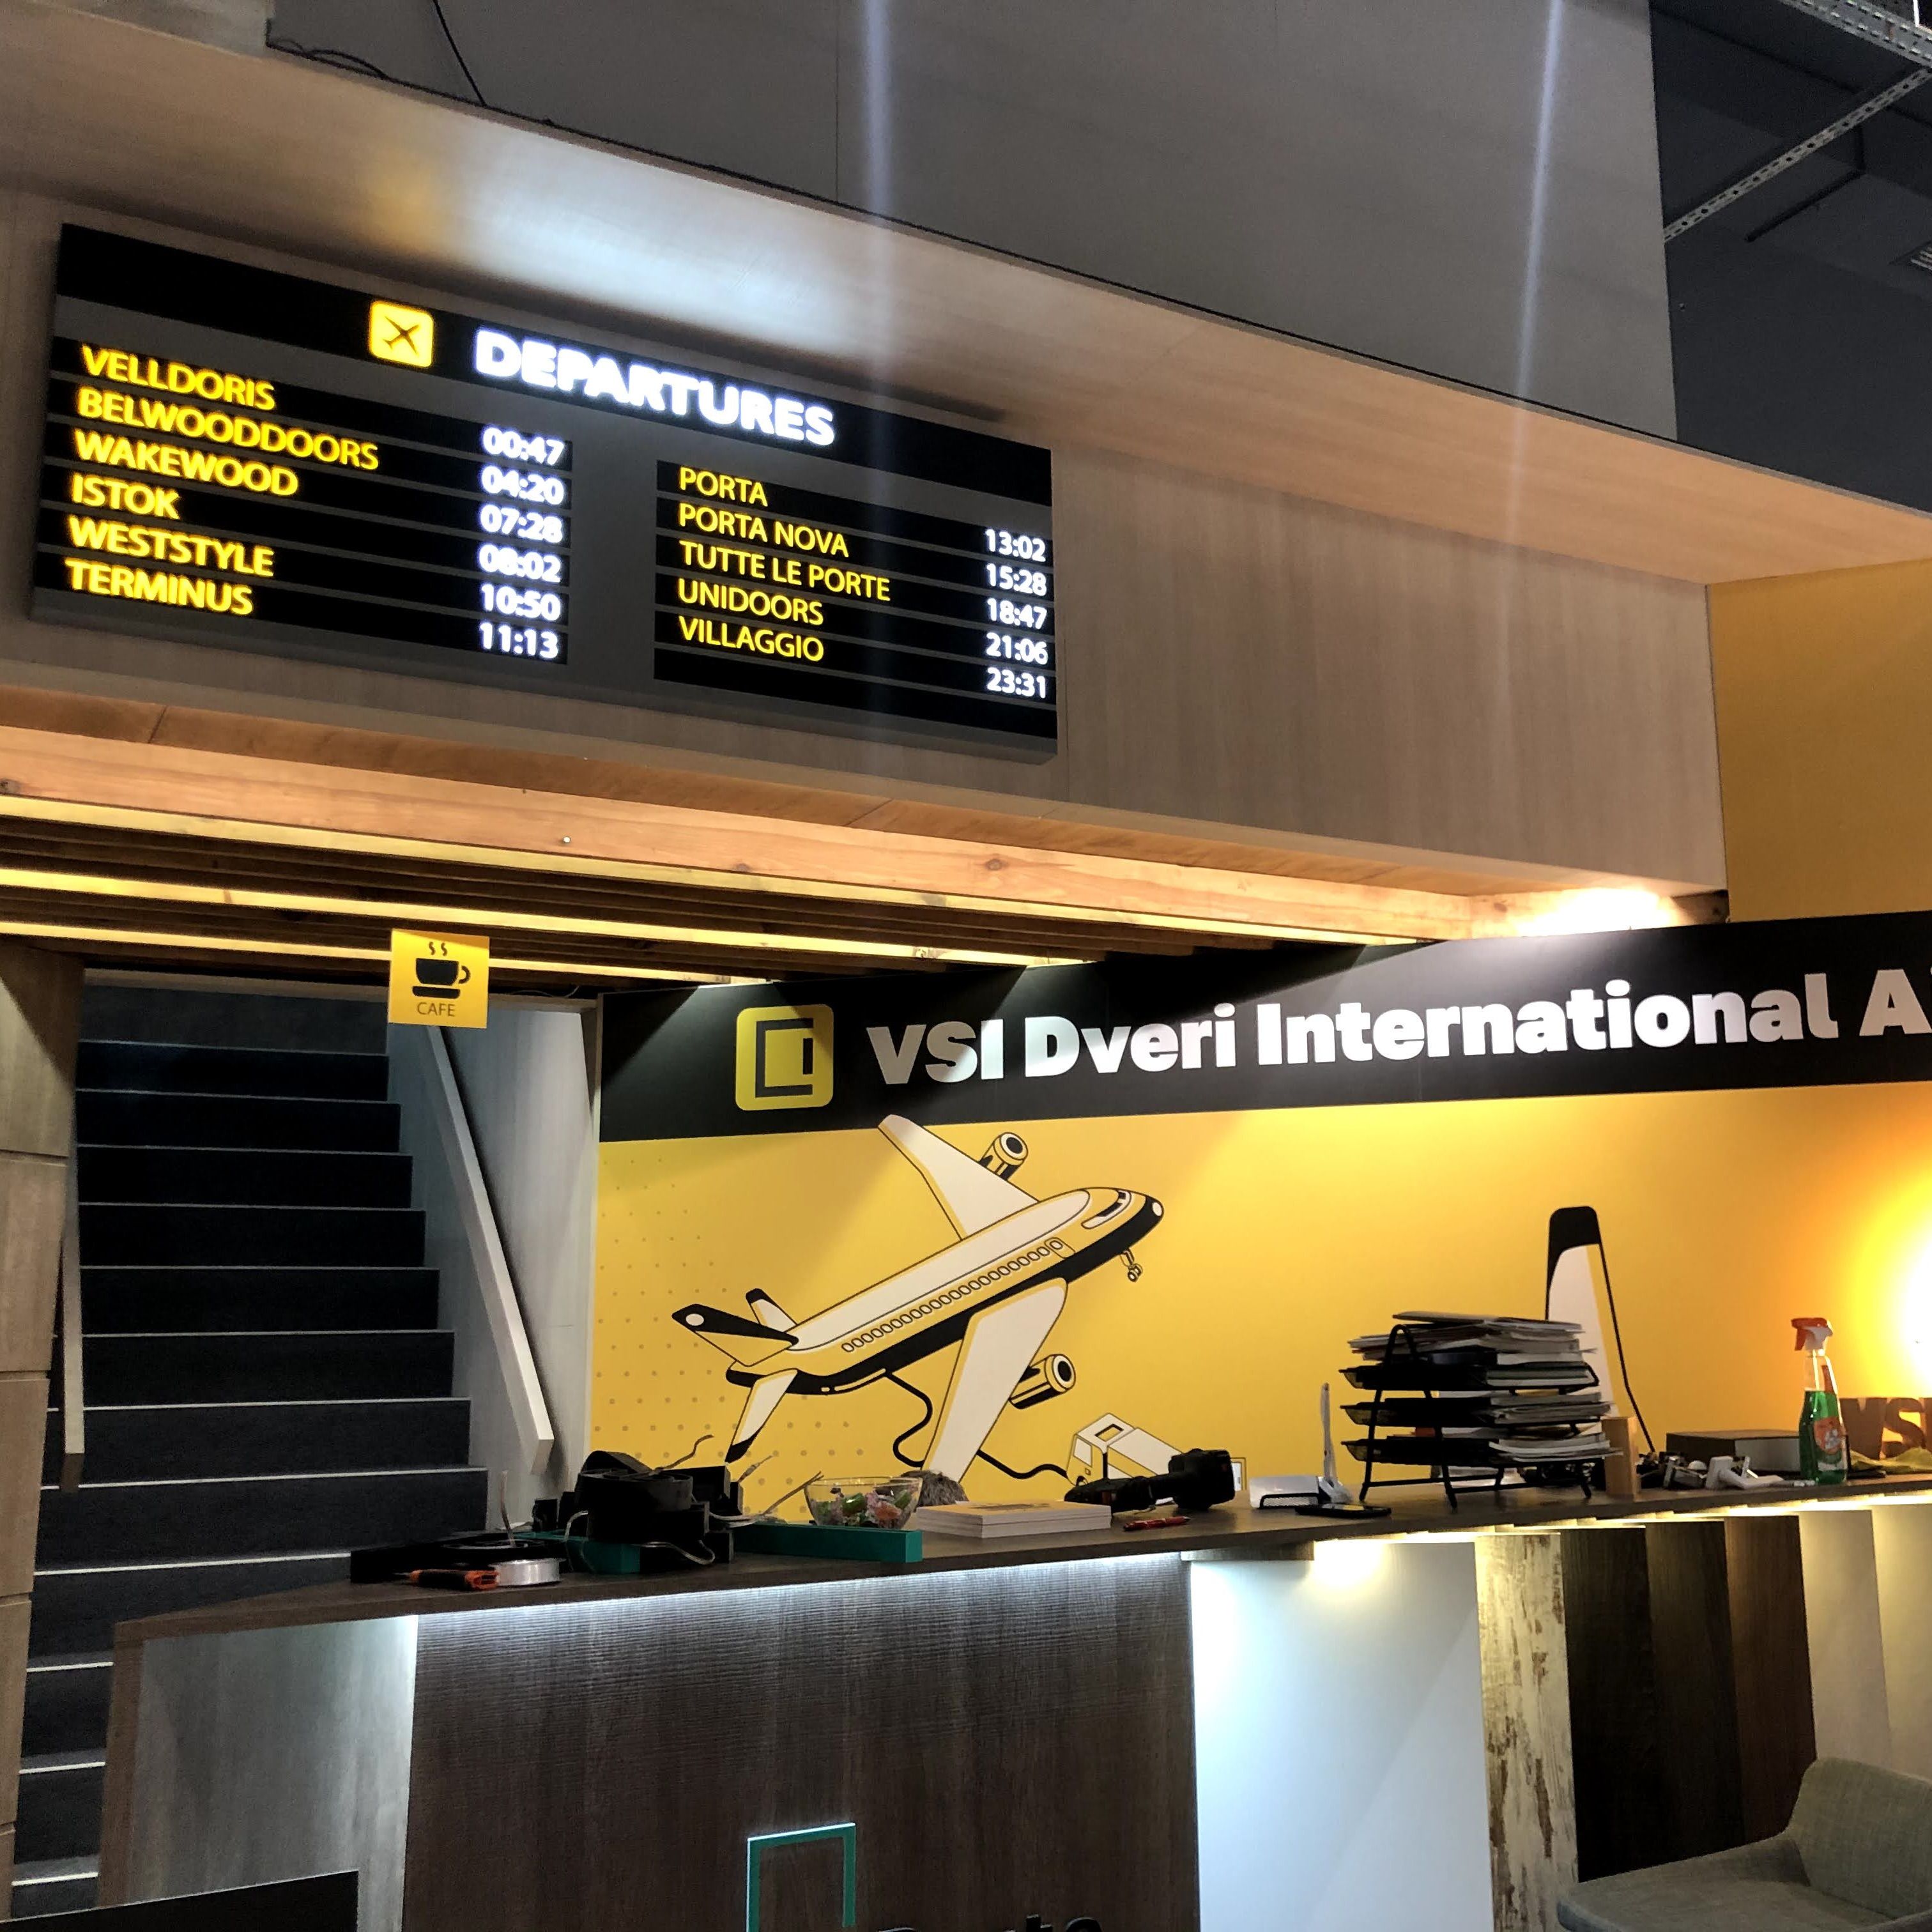 DEPARTURES
VELLDORIS 00:47
BELWOODDOORS 04:20
WAKEWOOD 07:28
ISTOK 08:02
WESTSTYLE 10:50
TERMINUS 11:13
PORTA 13:02
PORTA NOVA 15:28
TUTTE LE PORTE 18:47
UNIDOORS 21:06
VILLAGGIO 23:31
CAFE
VSI Dveri International Ai
VSI